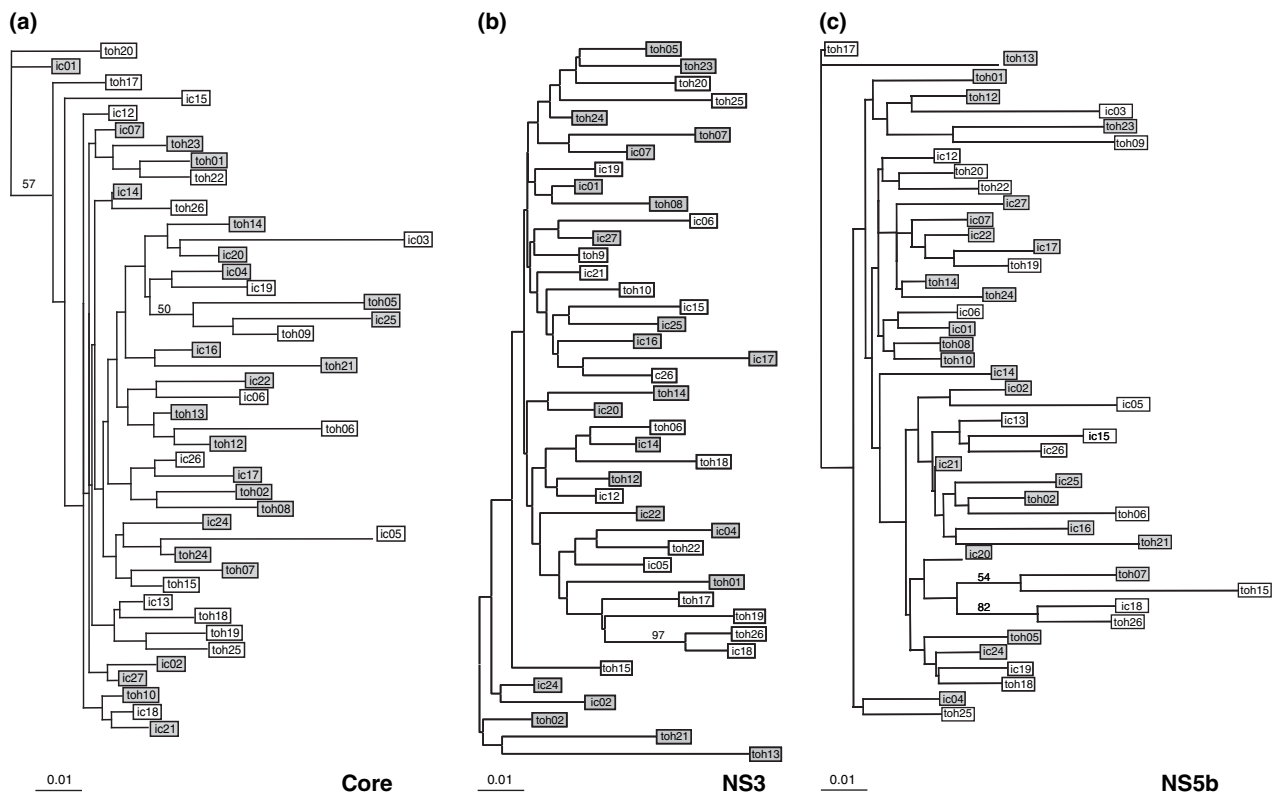 (a)
toh20
ic01
toh17
ic15
ic12
ic07
toh23
toh01
toh22
57
ic14
toh26
toh14
ic03
ic20
ic04
ic19
toh05
50
ic25
toh09
ic16
toh21
ic22
ic06
toh13
toh06
toh12
ic26
ic17
toh02
toh08
ic24
ic05
toh24
toh07
toh15
ic13
toh18
toh19
toh25
ic02
ic27
toh10
ic18
ic21
0.01
Core
(b)
toh05
toh23
toh20
toh25
toh24
toh07
ic07
ic19
ic01
toh08
ic06
ic27
toh9
ic21
toh10
ic15
ic25
ic16
ic17
c26
toh14
ic20
toh06
ic14
toh18
toh12
ic12
ic22
ic04
toh22
ic05
toh01
toh17
toh19
97
toh26
ic18
toh15
ic24
ic02
toh02
toh21
toh13
0.01
NS3
(c)
toh17
toh13
toh01
toh12
ic03
toh23
toh09
ic12
toh20
toh22
ic27
ic07
ic22
ic17
toh19
toh14
toh24
ic06
ic01
toh08
toh10
ic14
ic02
ic05
ic13
ic15
ic26
ic21
ic25
toh02
toh06
ic16
toh21
ic20
54
toh07
toh15
82
ic18
toh26
toh05
ic24
ic19
toh18
ic04
toh25
0.01
NS5b